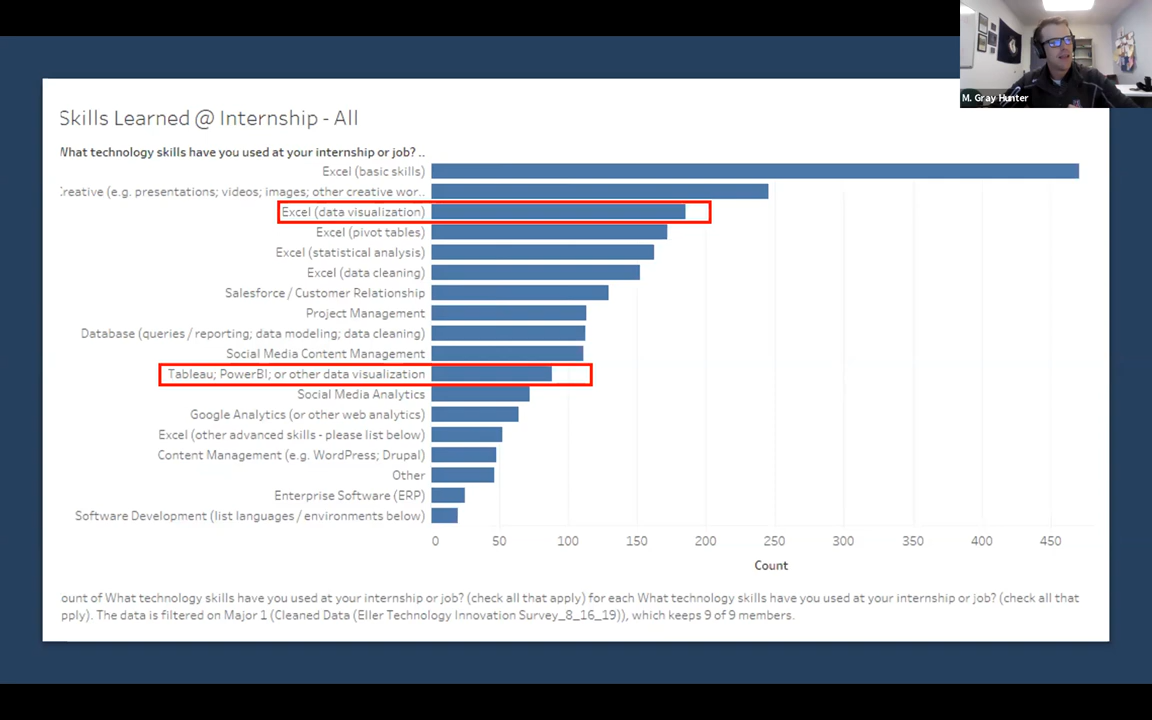 M. Gray Hunter
Skills Learned @ Internship - All
What technology skills have you used at your internship or job? ..
Excel (basic skills)
Creative (e.g. presentations; videos; images; other creative wor..
Excel (data visualization)
Excel (pivot tables)
Excel (statistical analysis)
Excel (data cleaning)
Salesforce / Customer Relationship
Project Management
Database (queries / reporting; data modeling; data cleaning)
Social Media Content Management
Tableau; PowerBI; or other data visualization
Social Media Analytics
Google Analytics (or other web analytics)
Excel (other advanced skills - please list below)
Content Management (e.g. WordPress; Drupal)
Other
Enterprise Software (ERP)
Software Development (list languages / environments below)
0 50 100 150 200 250 300 350 400 450
Count
ount of What technology skills have you used at your internship or job? (check all that apply) for each What technology skills have you used at your internship or job? (check all that
pply). The data is filtered on Major 1 (Cleaned Data (Eller Technology Innovation Survey_8_16_19)), which keeps 9 of 9 members.